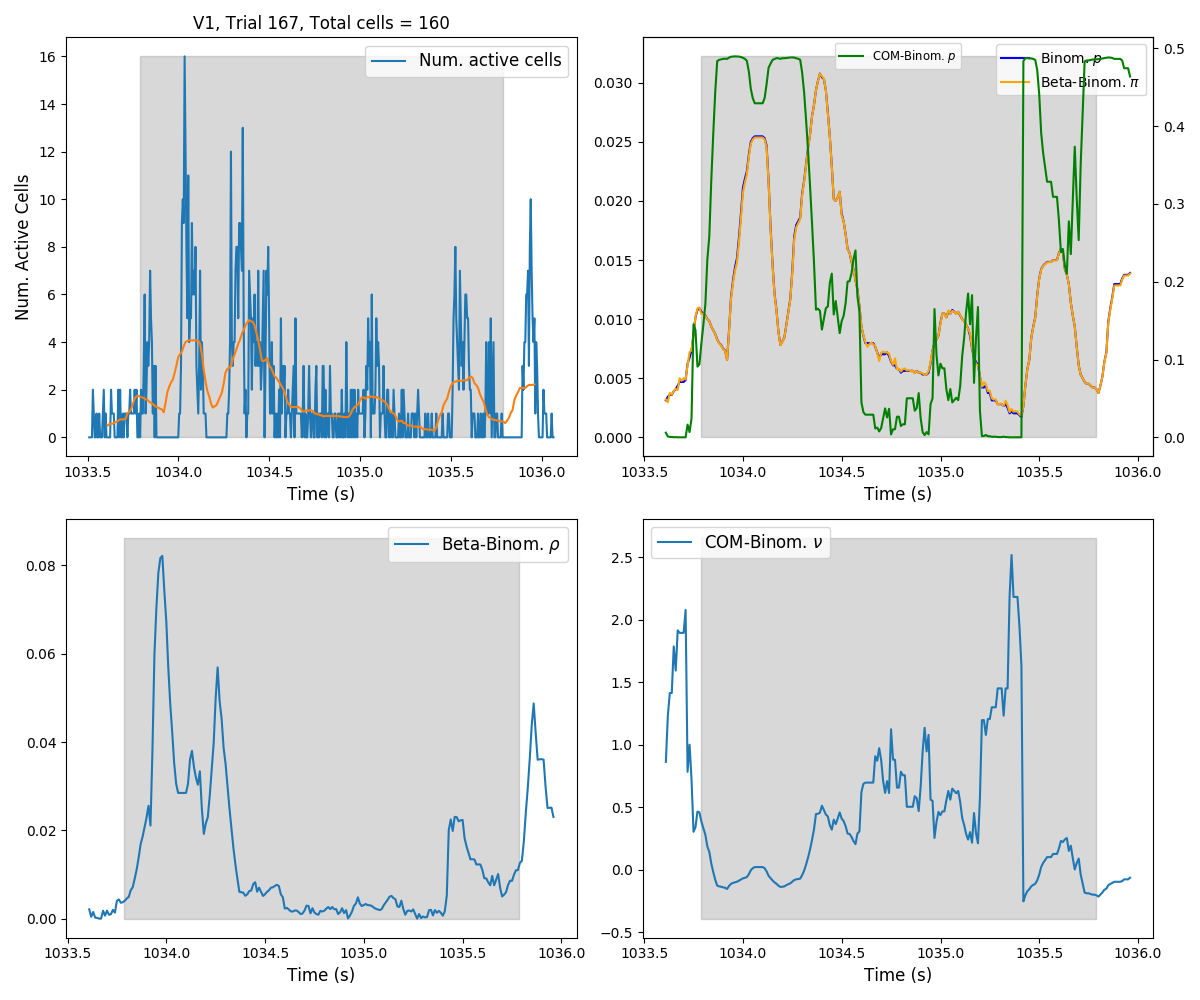 V1, Trial 167, Total cells = 160
Num. active cells
Num. Active Cells
16
14
12
10
8
6
4
2
0
1033.5 1034.0 1034.5 1035.0 1035.5 1036.0
Time (s)
COM-Binom. p
Binom. p
Beta-Binom. π
0.030
0.025
0.020
0.015
0.010
0.005
0.000
0.5
0.4
0.3
0.2
0.1
0.0
1033.5 1034.0 1034.5 1035.0 1035.5 1036.0
Time (s)
Beta-Binom. ρ
0.08
0.06
0.04
0.02
0.00
1033.5 1034.0 1034.5 1035.0 1035.5 1036.0
Time (s)
COM-Binom. ν
2.5
2.0
1.5
1.0
0.5
0.0
−0.5
1033.5 1034.0 1034.5 1035.0 1035.5 1036.0
Time (s)